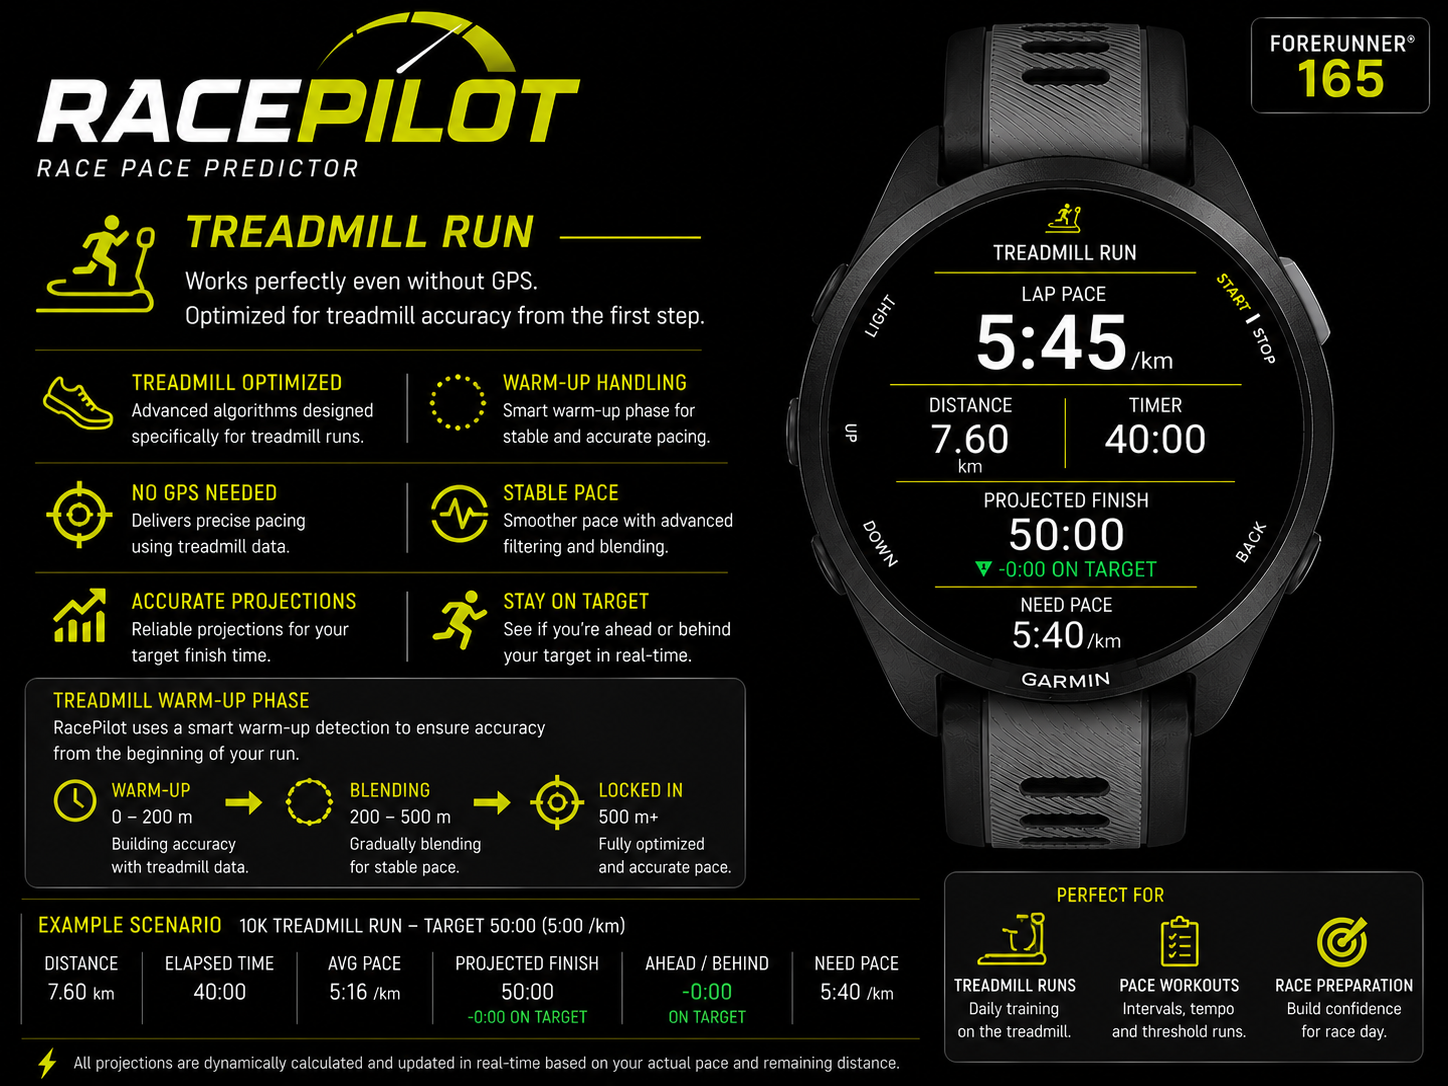 RACEPILOT
RACE PACE PREDICTOR
TREADMILL RUN
Works perfectly even without GPS.
Optimized for treadmill accuracy from the first step.
TREADMILL OPTIMIZED
Advanced algorithms designed
specifically for treadmill runs.
WARM-UP HANDLING
Smart warm-up phase for
stable and accurate pacing.
NO GPS NEEDED
Delivers precise pacing
using treadmill data.
STABLE PACE
Smoother pace with advanced
filtering and blending.
ACCURATE PROJECTIONS
Reliable projections for your
target finish time.
STAY ON TARGET
See if you're ahead or behind
your target in real-time.
TREADMILL WARM-UP PHASE
RacePilot uses a smart warm-up detection to ensure accuracy
from the beginning of your run.
WARM-UP
0 – 200 m
Building accuracy
with treadmill data.
BLENDING
200 – 500 m
Gradually blending
for stable pace.
LOCKED IN
500 m+
Fully optimized
and accurate pace.
EXAMPLE SCENARIO 10K TREADMILL RUN – TARGET 50:00 (5:00 /km)
DISTANCE
7.60 km
ELAPSED TIME
40:00
AVG PACE
5:16 /km
PROJECTED FINISH
50:00
-0:00 ON TARGET
AHEAD / BEHIND
-0:00
ON TARGET
NEED PACE
5:40 /km
All projections are dynamically calculated and updated in real-time based on your actual pace and remaining distance.
FORERUNNER®
165
LIGHT
UP
DOWN
START STOP
BACK
TREADMILL RUN
LAP PACE
5:45 /km
DISTANCE
7.60
km
TIMER
40:00
PROJECTED FINISH
50:00
-0:00 ON TARGET
NEED PACE
5:40 /km
GARMIN
PERFECT FOR
TREADMILL RUNS
Daily training
on the treadmill.
PACE WORKOUTS
Intervals, tempo
and threshold runs.
RACE PREPARATION
Build confidence
for race day.